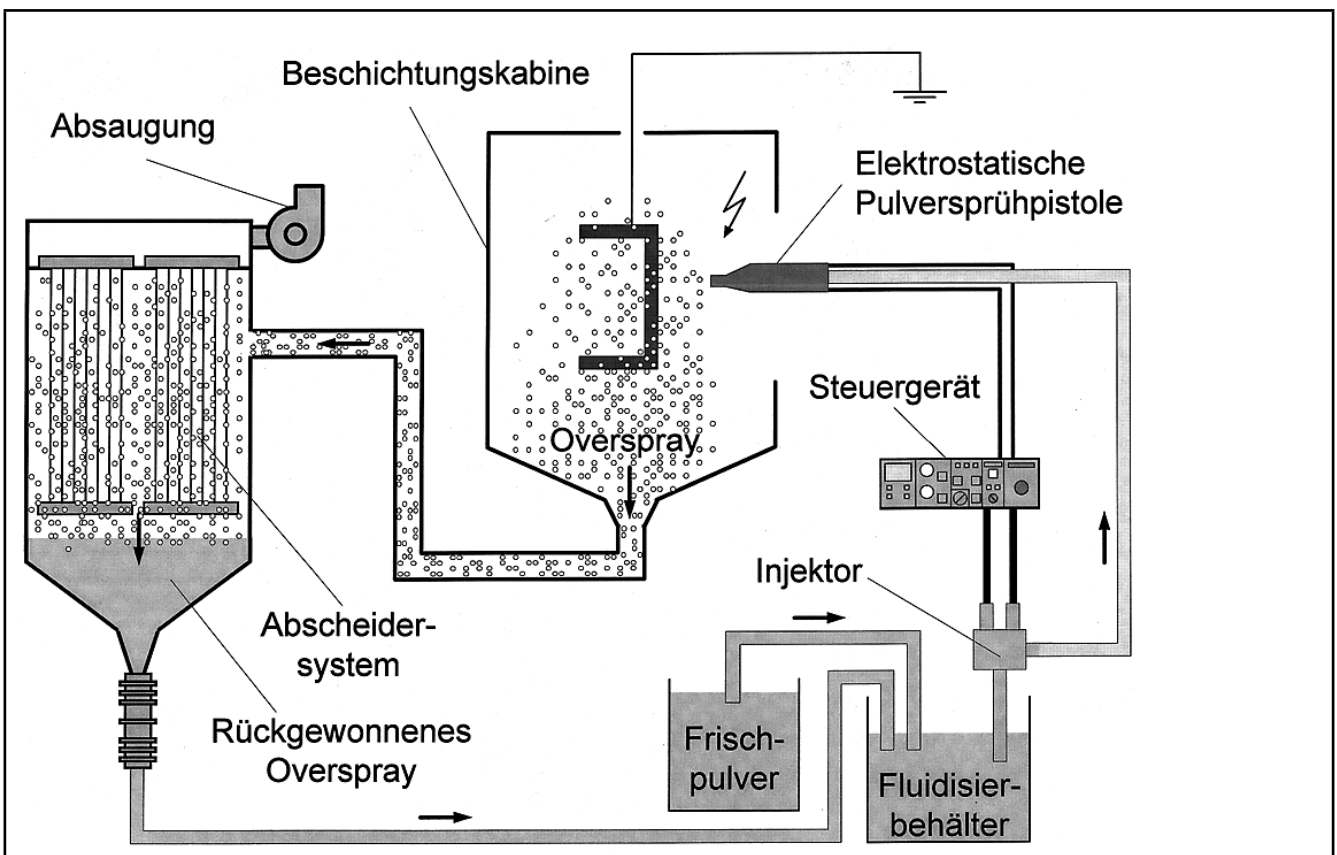 Beschichtungskabine
Absaugung
Elektrostatische
Pulversprühpistole
Steuergerät
Overspray
Injektor
Abscheider-
system
Rückgewonnenes
Overspray
Frisch-
pulver
Fluidisier-
behälter